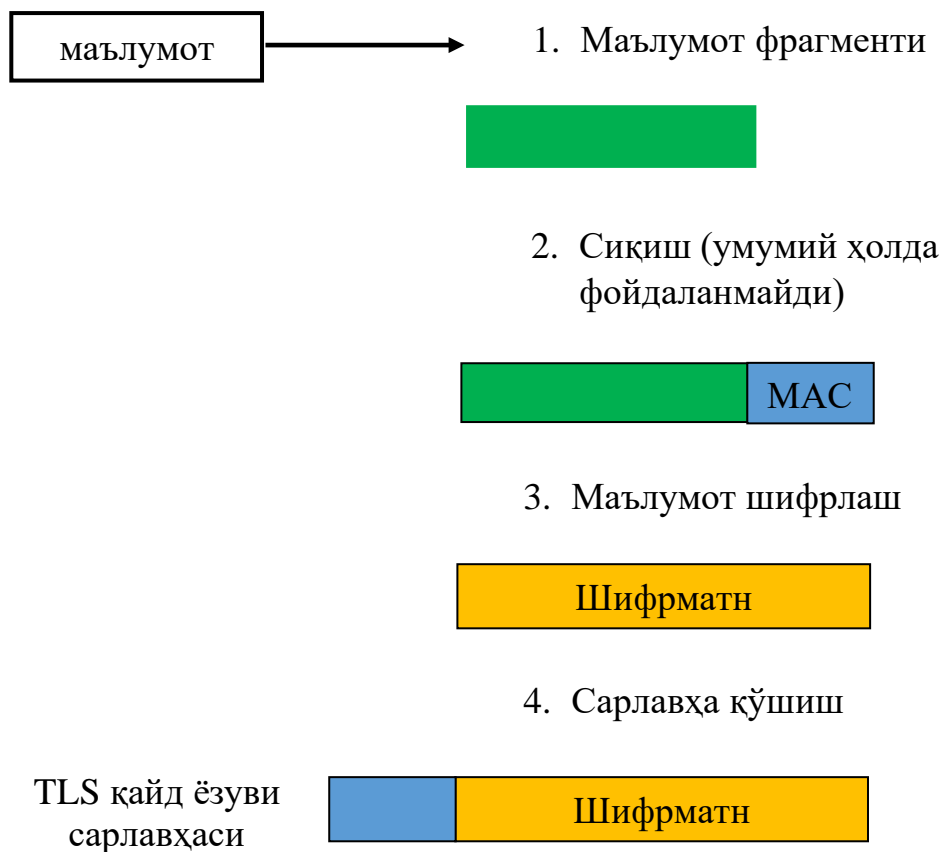 маълумот
1. Маълумот фрагменти
2. Сиқиш (умумий ҳолда
фойдаланмайди)
MAC
3. Маълумот шифрлаш
Шифрматн
4. Сарлавҳа қўшиш
TLS қайд ёзуви
сарлавҳаси
Шифрматн